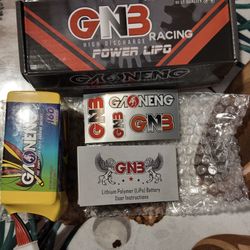 GNB
RACING
HIGH DISCHARGE
POWER LiPO
GAONENG
GAONENG
GNB
GAONENG
GNB
GNB
Lithium Polymer (LiPo) Battery
User Instructions